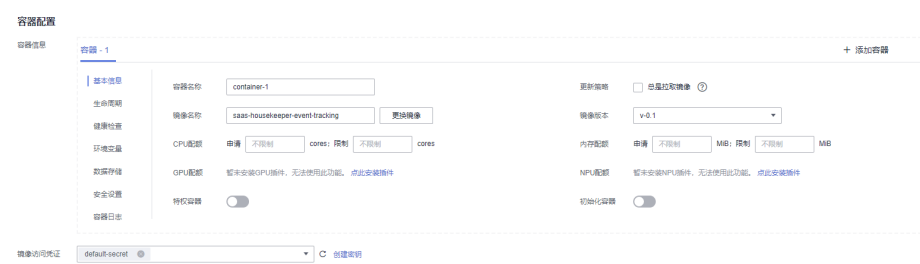 容器配置
容器信息
容器 - 1
+ 添加容器
基本信息
生命周期
健康检查
环境变量
数据存储
安全设置
容器日志
容器名称 container-1
更新策略 总是拉取镜像 ?
镜像名称 saas-housekeeper-event-tracking 更换镜像
镜像版本 v-0.1
CPU配额 申请 不限制 cores; 限制 不限制 cores
内存配额 申请 不限制 MiB; 限制 不限制 MiB
GPU配额 暂未安装GPU插件，无法使用此功能。 点此安装插件
NPU配额 暂未安装NPU插件，无法使用此功能。 点此安装插件
特权容器
初始化容器
镜像访问凭证 default-secret 创建密钥